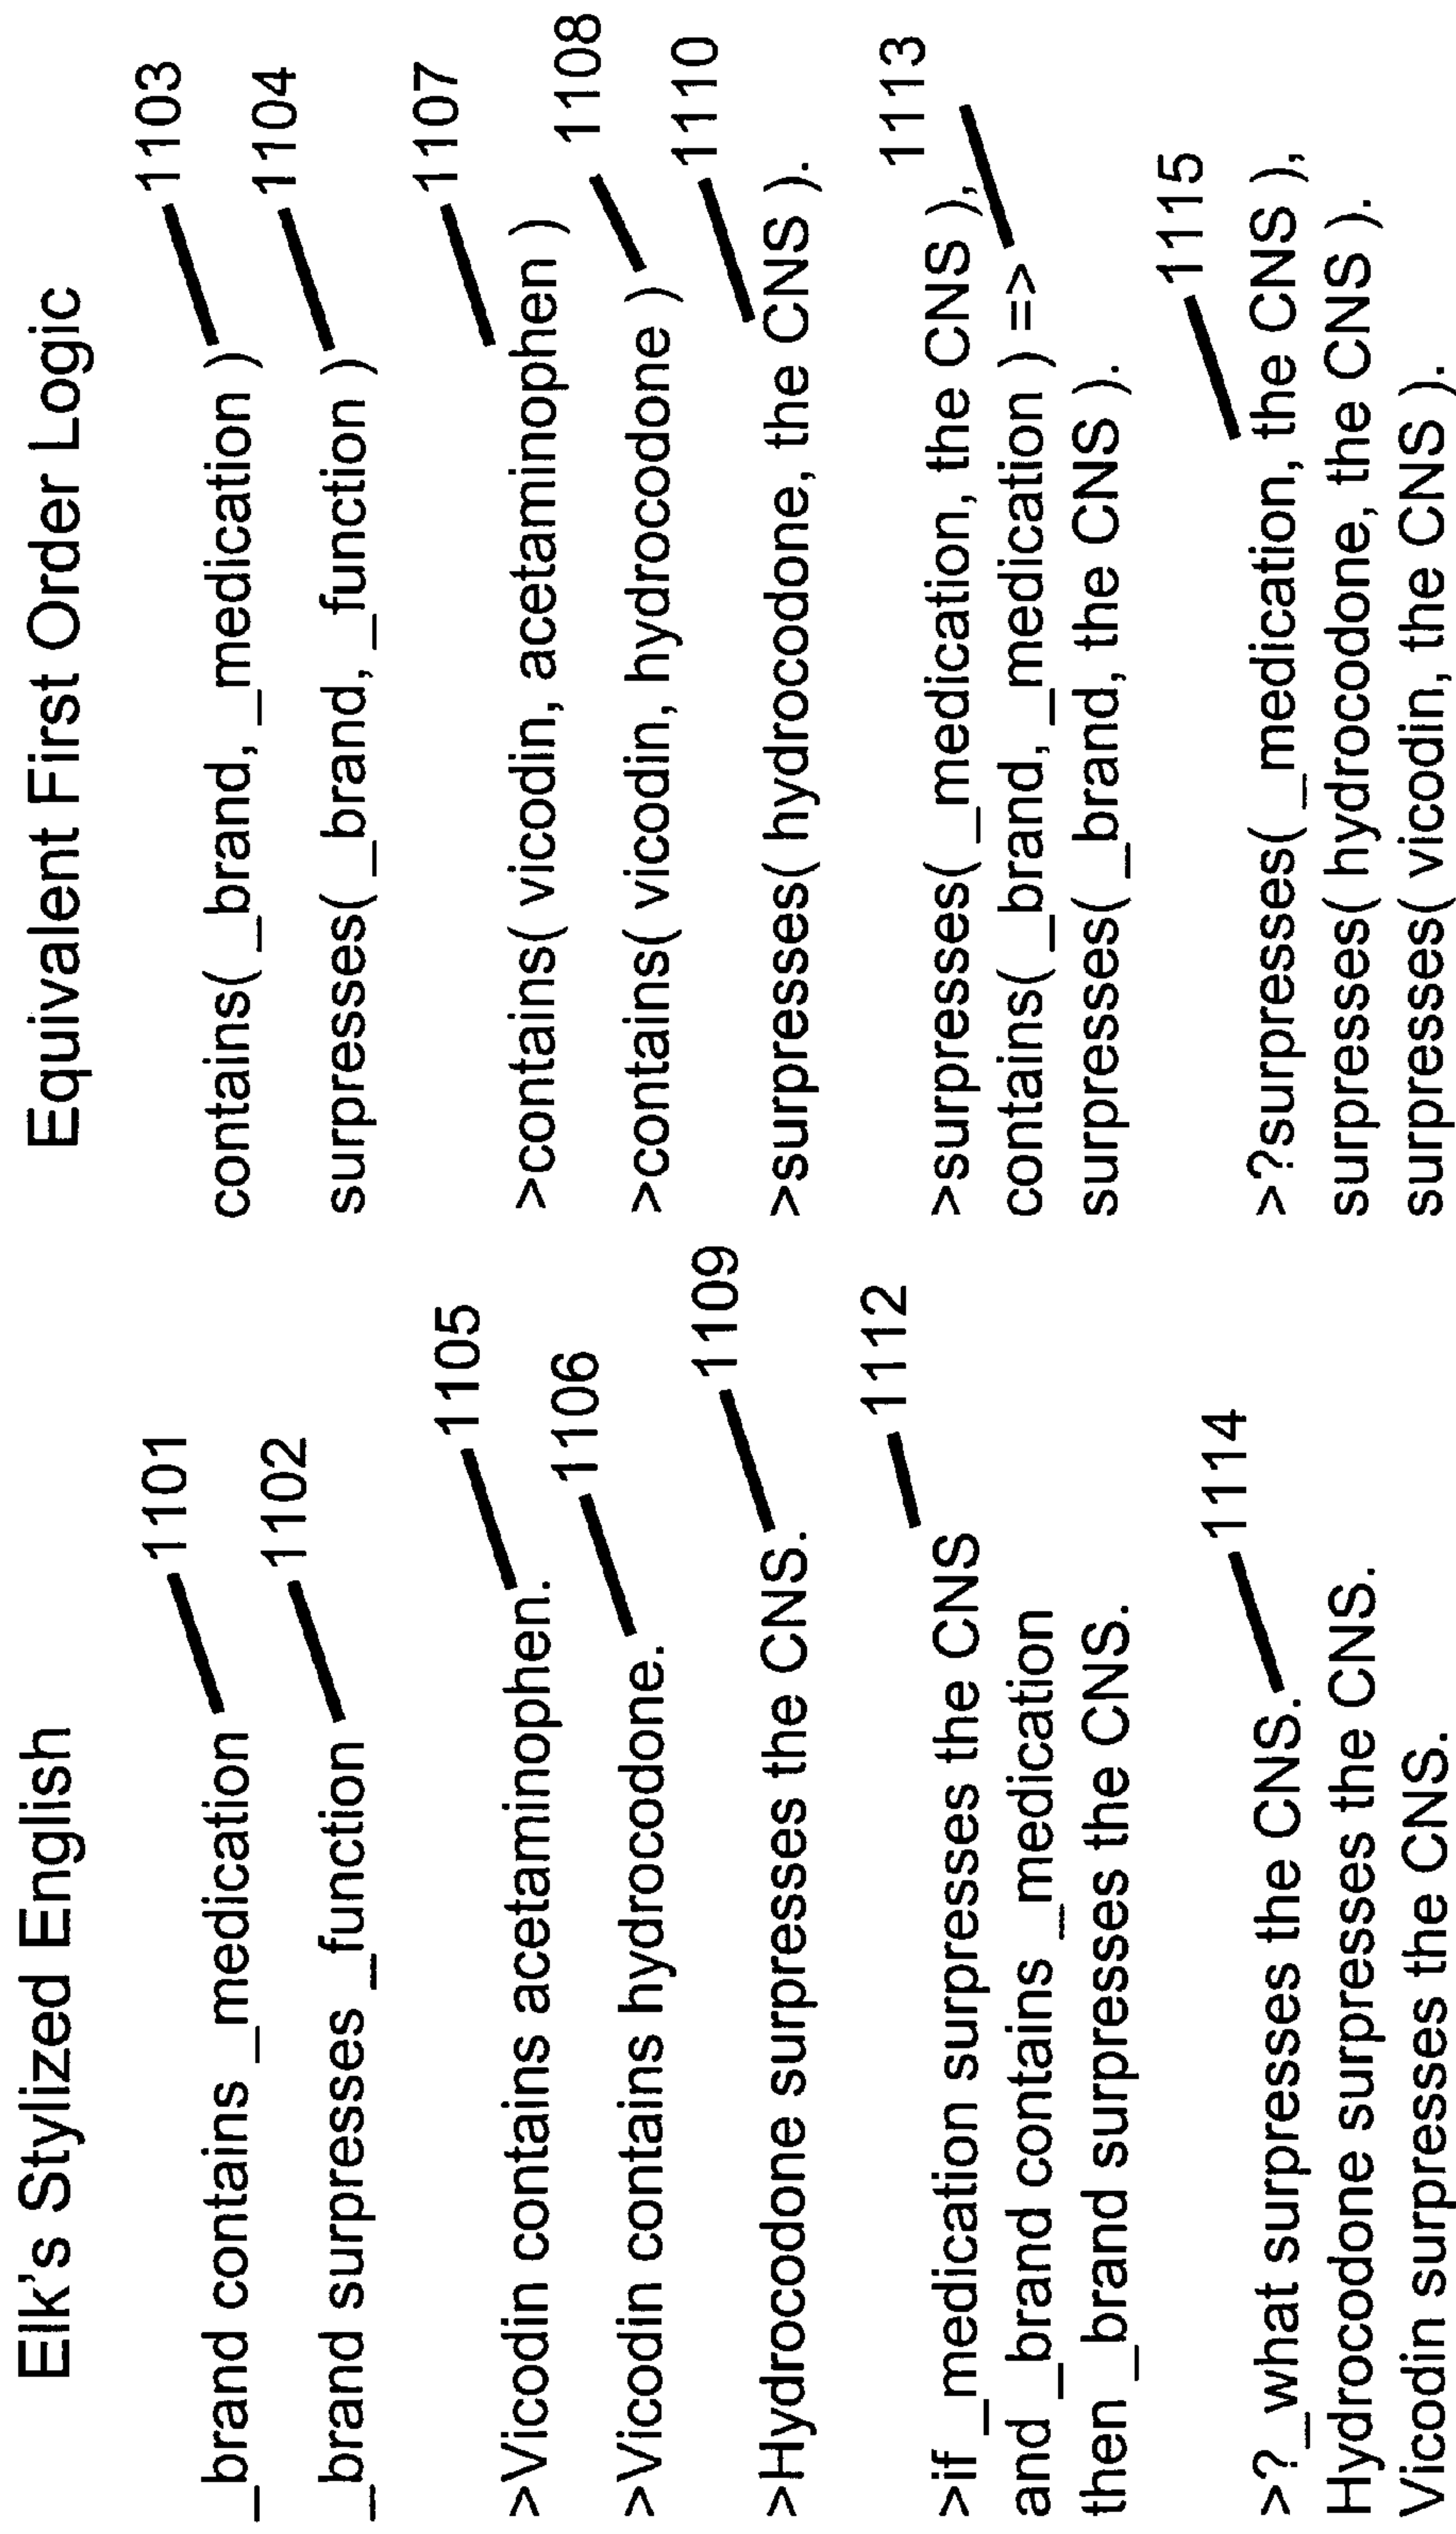 Elk's Stylized English
_brand contains _medication
1101
_brand surpresses _function
1102
>Vicodin contains acetaminophen.
1105
>Vicodin contains hydrocodone.
1106
>Hydrocodone surpresses the CNS.
1109
>if _medication surpresses the CNS
and _brand contains _medication
then _brand surpresses the CNS.
1112
>?_what surpresses the CNS.
1114
Hydrocodone surpresses the CNS.
Vicodin surpresses the CNS.
Equivalent First Order Logic
contains( _brand, _medication )
1103
surpresses( _brand, _function )
1104
>contains( vicodin, acetaminophen )
1107
>contains( vicodin, hydrocodone )
1108
>surpresses( hydrocodone, the CNS ).
1110
>surpresses( _medication, the CNS ),
contains( _brand, _medication ) =>
surpresses( _brand, the CNS ).
1113
>?surpresses( _medication, the CNS ),
1115
surpresses( hydrocodone, the CNS ).
surpresses( vicodin, the CNS ).